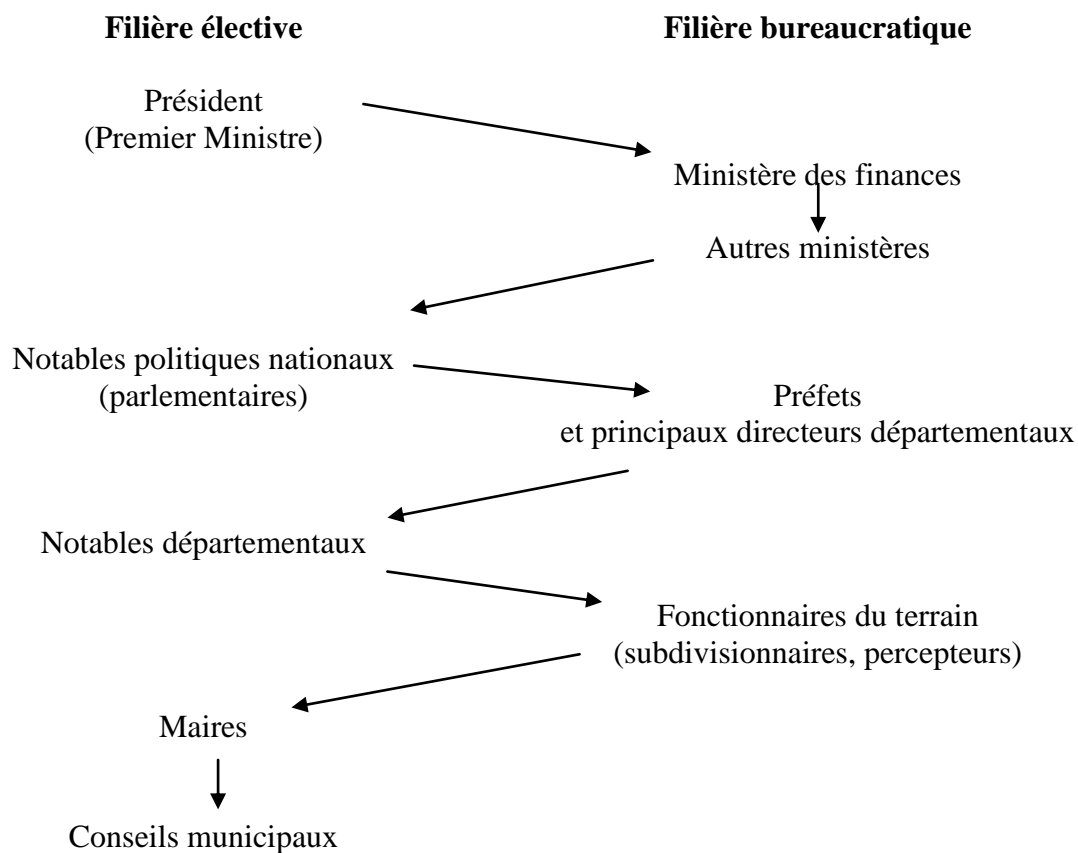 Filière élective
Filière bureaucratique
Président
(Premier Ministre)
Ministère des finances
Autres ministères
Notables politiques nationaux
(parlementaires)
Préfets
et principaux directeurs départementaux
Notables départementaux
Fonctionnaires du terrain
(subdivisionnaires, percepteurs)
Maires
Conseils municipaux